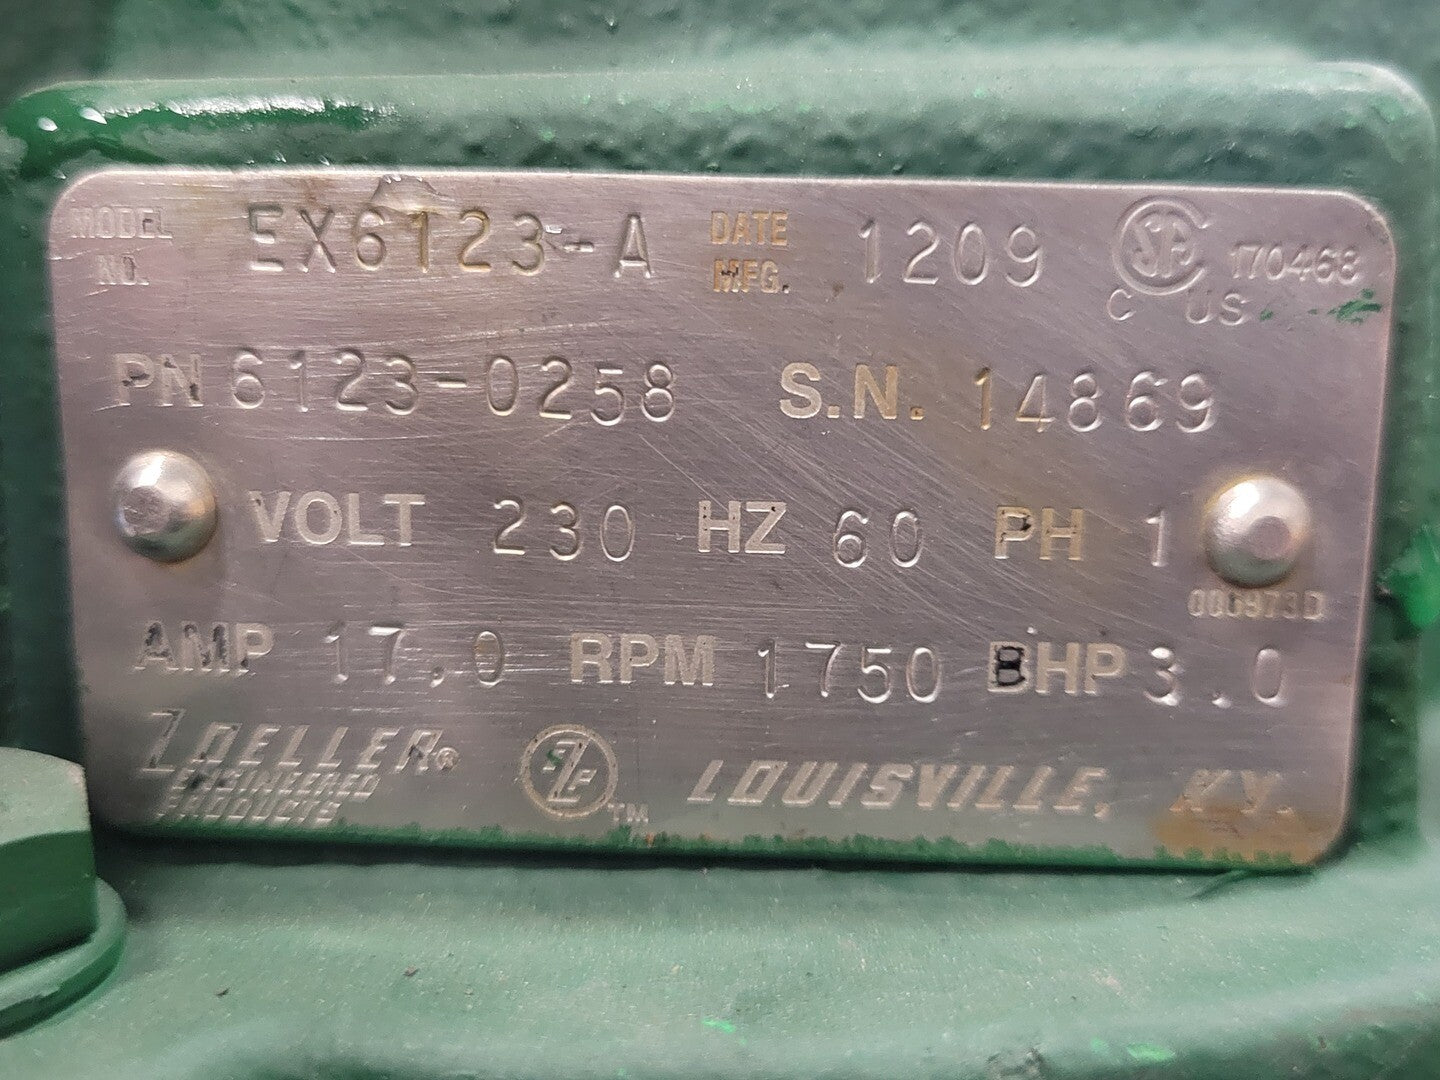 MODEL NO. EX6123-A DATE MFG. 1209 C US 170468
PN 6123-0258 S.N. 14869
VOLT 230 HZ 60 PH 1
AMP 17.0 RPM 1750 BHP 3.0
ZOELLER® LOUISVILLE, KY.
ENGINEERED
PRODUCTS